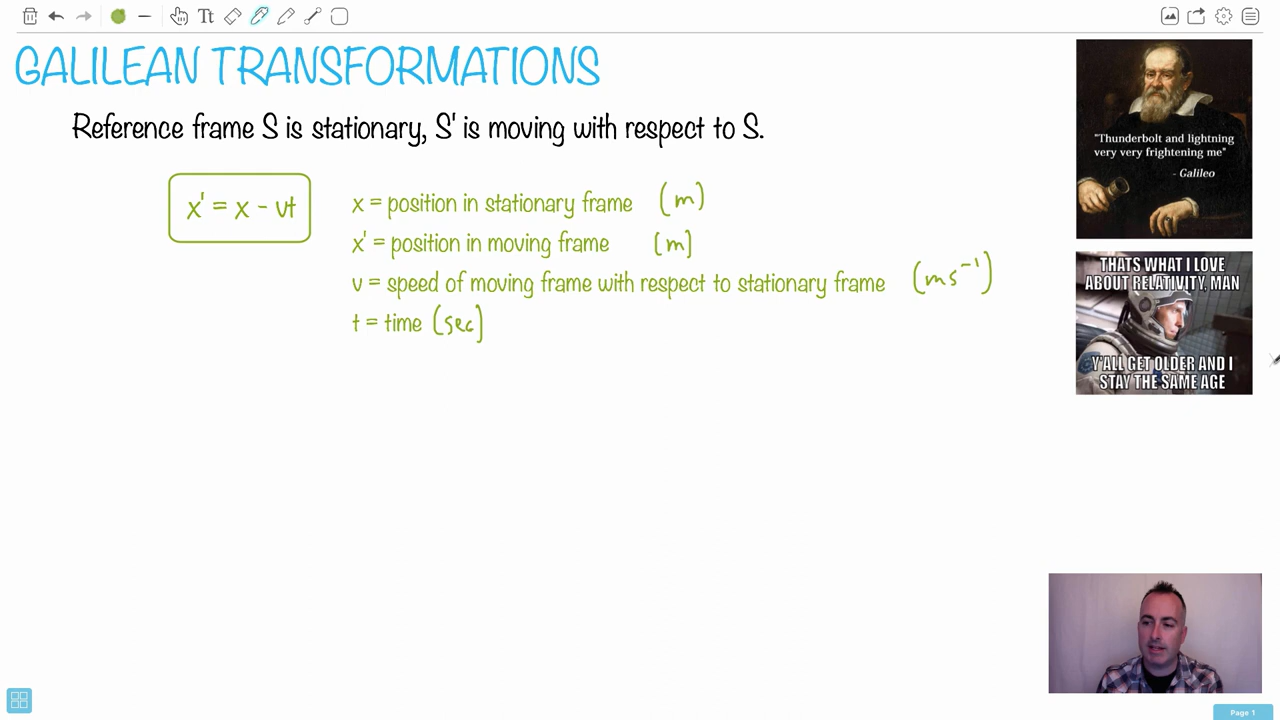 Tt
GALILEAN TRANSFORMATIONS
Reference frame S is stationary, S' is moving with respect to S.
x' = x - vt
x = position in stationary frame (m)
x' = position in moving frame (m)
v = speed of moving frame with respect to stationary frame (ms⁻¹)
t = time (sec)
"Thunderbolt and lightning
very very frightening me"
- Galileo
THATS WHAT I LOVE
ABOUT RELATIVITY, MAN
Y'ALL GET OLDER AND I
STAY THE SAME AGE
Page 1